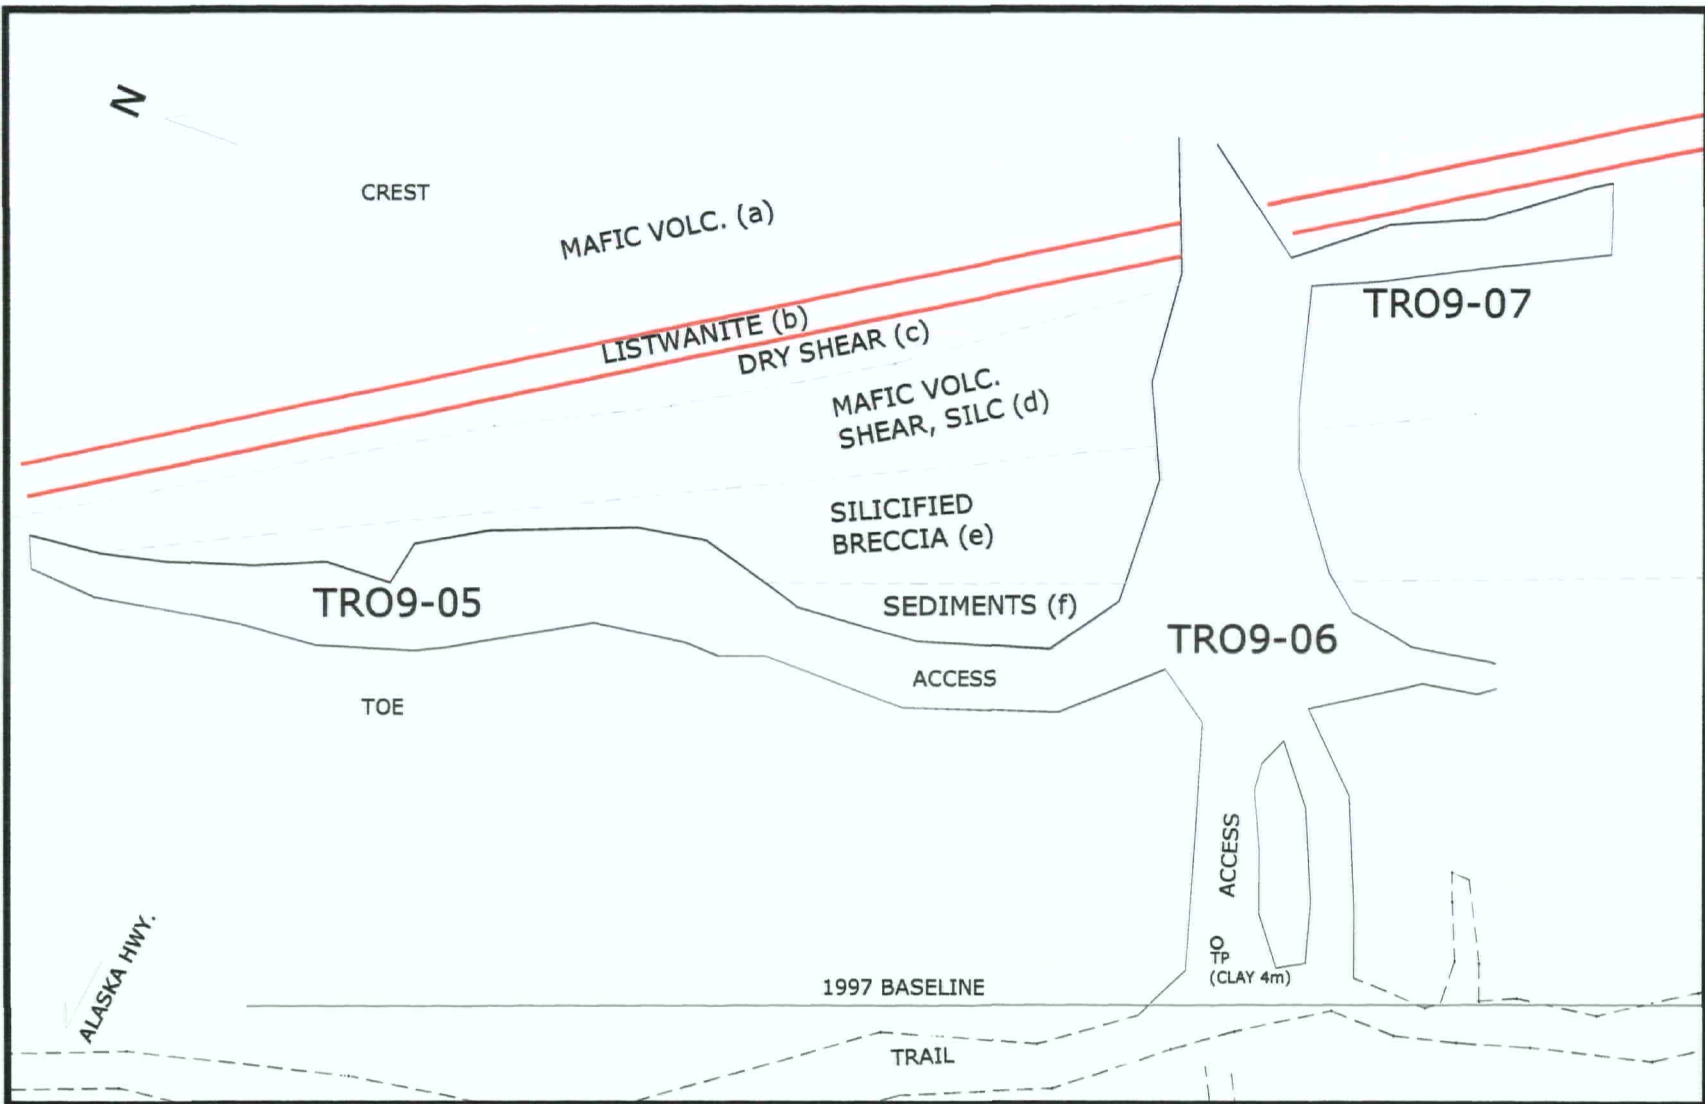 N
CREST
MAFIC VOLC. (a)
LISTWANITE (b)
DRY SHEAR (c)
TRO9-07
MAFIC VOLC.
SHEAR, SILC (d)
SILICIFIED
BRECCIA (e)
TRO9-05
SEDIMENTS (f)
TRO9-06
ACCESS
TOE
ACCESS
ALASKA HWY.
TP
(CLAY 4m)
1997 BASELINE
TRAIL